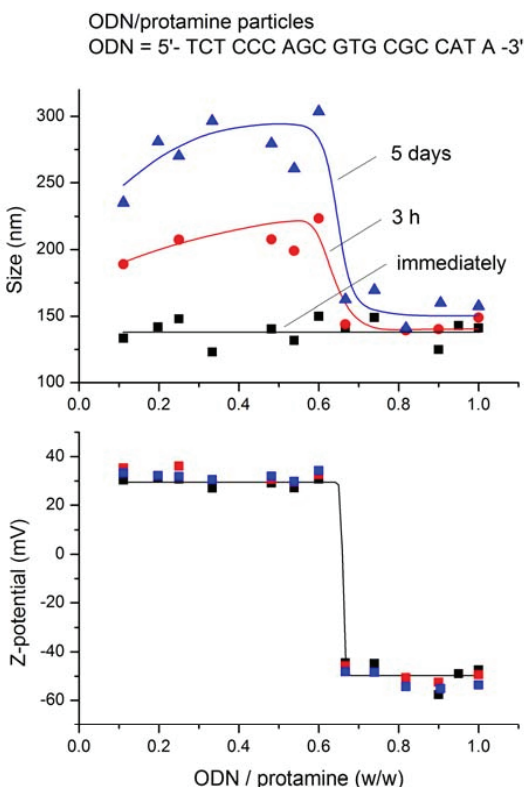 ODN/protamine particles
ODN = 5'- TCT CCC AGC GTG CGC CAT A -3'
300
250
200
150
100
Size (nm)
5 days
3 h
immediately
0.0 0.2 0.4 0.6 0.8 1.0
40
20
0
-20
-40
-60
Z-potential (mV)
0.0 0.2 0.4 0.6 0.8 1.0
ODN / protamine (w/w)